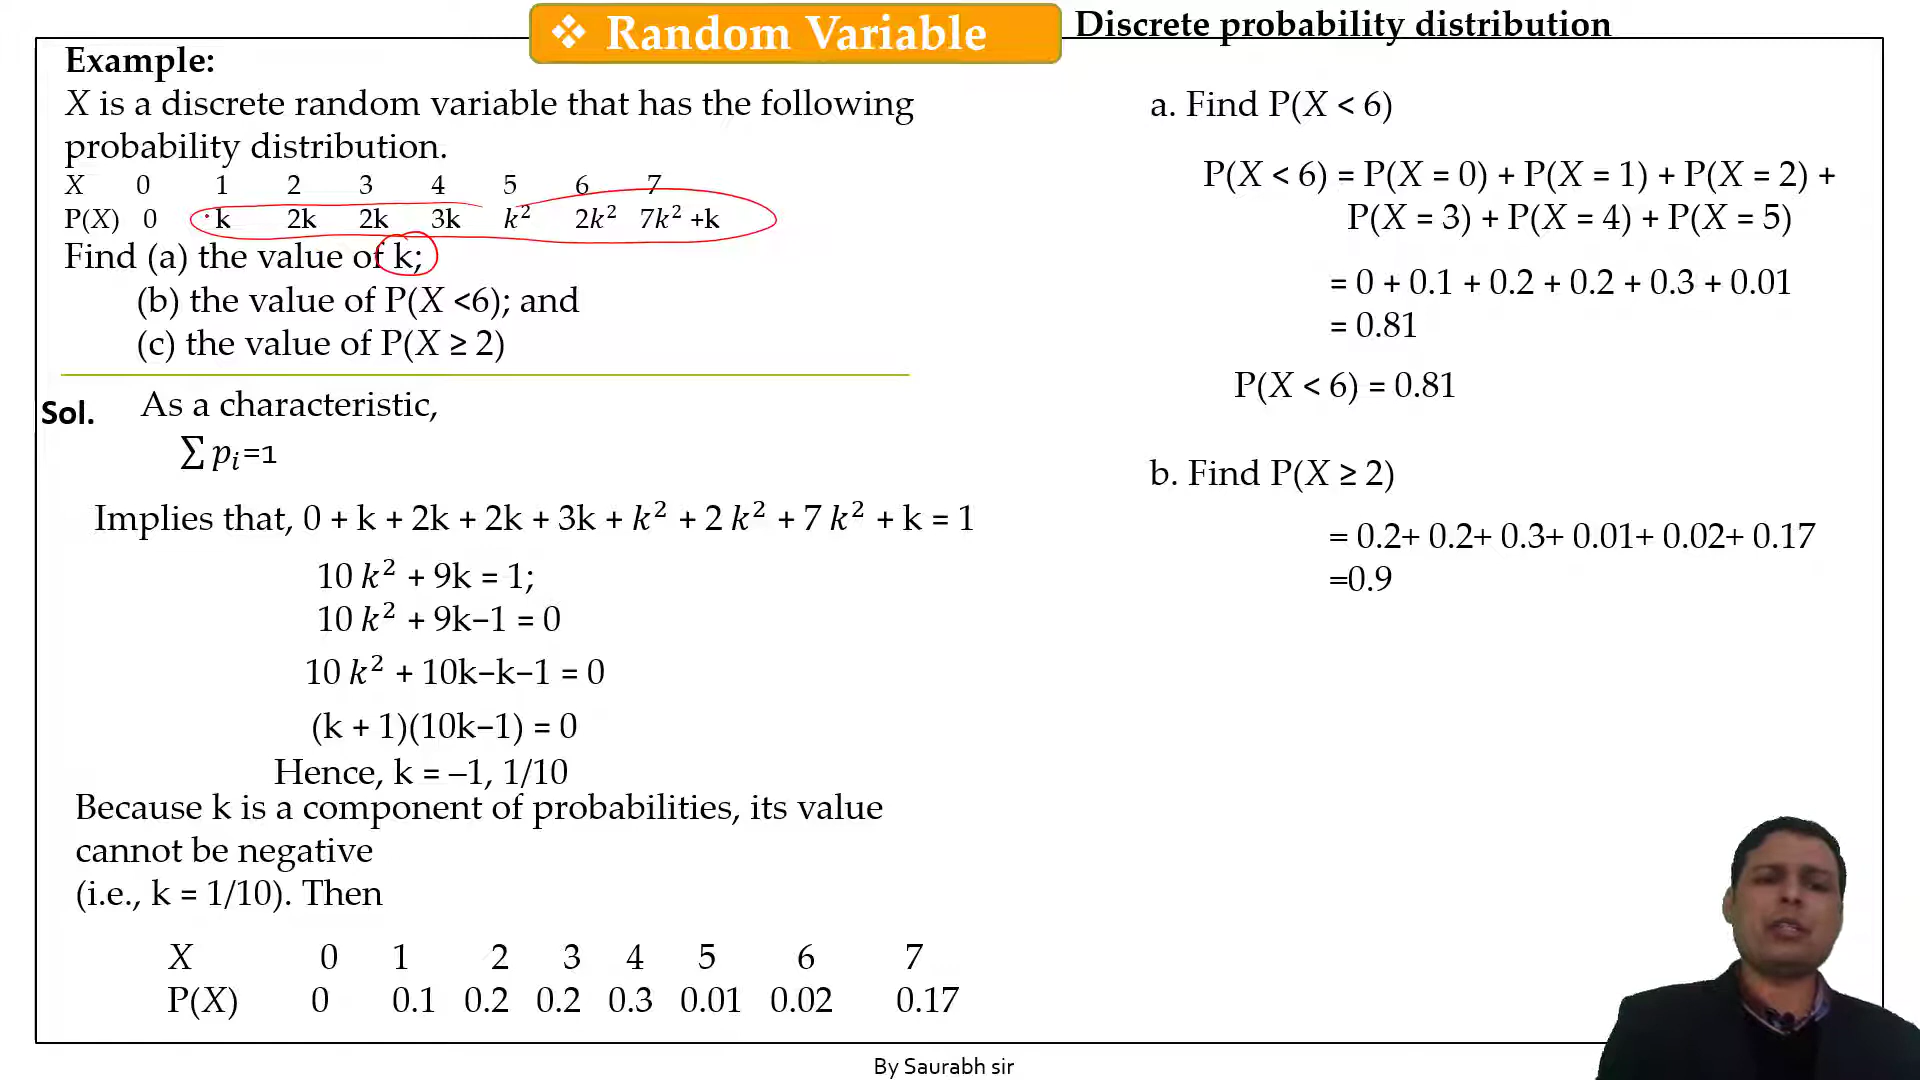 ❖ Random Variable
Discrete probability distribution
Example:
X is a discrete random variable that has the following
probability distribution.
X 0 1 2 3 4 5 6 7
P(X) 0 k 2k 2k 3k k² 2k² 7k² +k
Find (a) the value of k;
(b) the value of P(X <6); and
(c) the value of P(X ≥ 2)
Sol. As a characteristic,
∑ pᵢ=1
Implies that, 0 + k + 2k + 2k + 3k + k² + 2 k² + 7 k² + k = 1
10 k² + 9k = 1;
10 k² + 9k−1 = 0
10 k² + 10k−k−1 = 0
(k + 1)(10k−1) = 0
Hence, k = –1, 1/10
Because k is a component of probabilities, its value
cannot be negative
(i.e., k = 1/10). Then
X 0 1 2 3 4 5 6 7
P(X) 0 0.1 0.2 0.2 0.3 0.01 0.02 0.17
a. Find P(X < 6)
P(X < 6) = P(X = 0) + P(X = 1) + P(X = 2) +
P(X = 3) + P(X = 4) + P(X = 5)
= 0 + 0.1 + 0.2 + 0.2 + 0.3 + 0.01
= 0.81
P(X < 6) = 0.81
b. Find P(X ≥ 2)
= 0.2+ 0.2+ 0.3+ 0.01+ 0.02+ 0.17
=0.9
By Saurabh sir